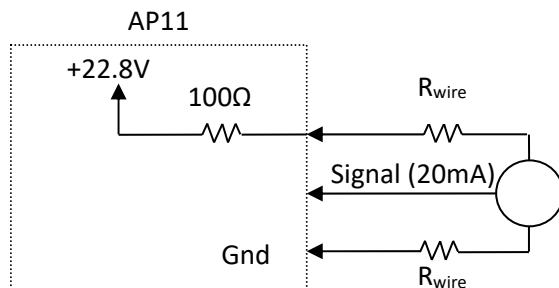 AP11
+22.8V
100Ω
Rwire
Signal (20mA)
Gnd
Rwire